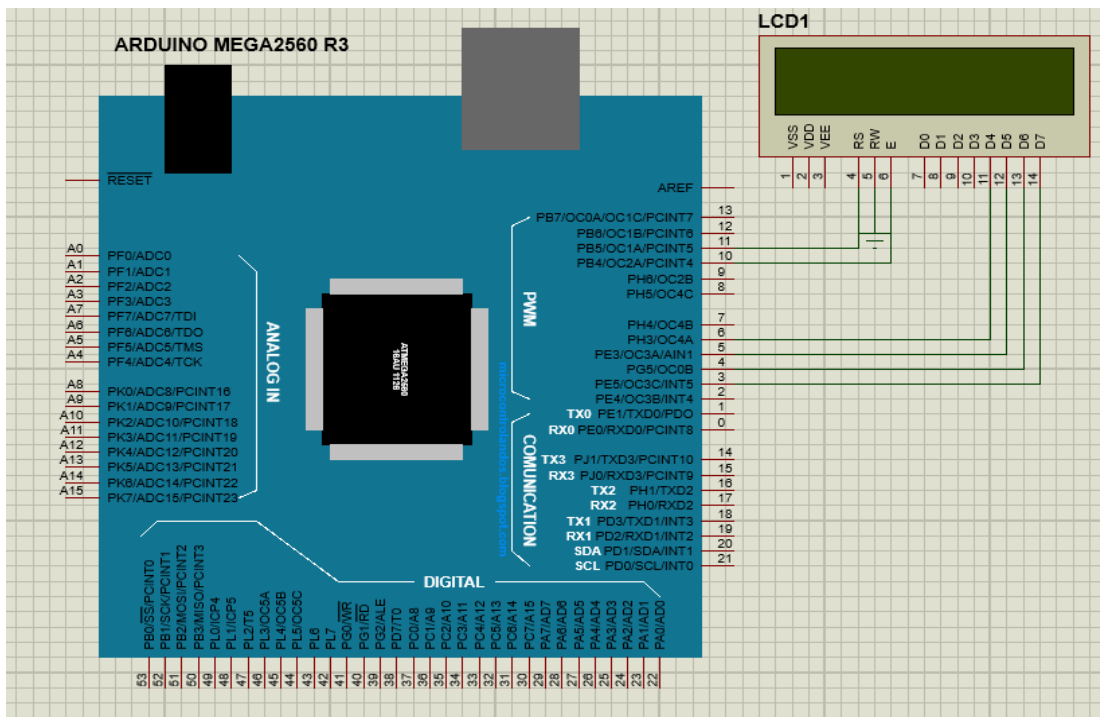 LCD1
ARDUINO MEGA2560 R3
VSS VDD VEE RS RW E D0 D1 D2 D3 D4 D5 D6 D7
1 2 3 4 5 6 7 8 9 10 11 12 13 14
RESET
AREF
A0 PF0/ADC0
A1 PF1/ADC1
A2 PF2/ADC2
A3 PF3/ADC3
A7 PF7/ADC7/TDI
A6 PF6/ADC6/TDO
A5 PF5/ADC5/TMS
A4 PF4/ADC4/TCK
A8 PK0/ADC8/PCINT16
A9 PK1/ADC9/PCINT17
A10 PK2/ADC10/PCINT18
A11 PK3/ADC11/PCINT19
A12 PK4/ADC12/PCINT20
A13 PK5/ADC13/PCINT21
A14 PK6/ADC14/PCINT22
A15 PK7/ADC15/PCINT23
ANALOG IN
ATMEGA2560
16AU 1126
microcontrolandos.blogspot.com
PWM
COMUNICATION
PB7/OC0A/OC1C/PCINT7 13
PB6/OC1B/PCINT6 12
PB5/OC1A/PCINT5 11
PB4/OC2A/PCINT4 10
PH6/OC2B 9
PH5/OC4C 8
PH4/OC4B 7
PH3/OC4A 6
PE3/OC3A/AIN1 5
PG5/OC0B 4
PE5/OC3C/INT5 3
PE4/OC3B/INT4 2
TX0 PE1/TXD0/PDO 1
RX0 PE0/RXD0/PCINT8 0
TX3 PJ1/TXD3/PCINT10 14
RX3 PJ0/RXD3/PCINT9 15
TX2 PH1/TXD2 16
RX2 PH0/RXD2 17
TX1 PD3/TXD1/INT3 18
RX1 PD2/RXD1/INT2 19
SDA PD1/SDA/INT1 20
SCL PD0/SCL/INT0 21
DIGITAL
PB0/SS/PCINT0 53
PB1/SCK/PCINT1 52
PB2/MOSI/PCINT2 51
PB3/MISO/PCINT3 50
PL0/ICP4 49
PL1/ICP5 48
PL2/T5 47
PL3/OC5A 46
PL4/OC5B 45
PL5/OC5C 44
PL6 43
PL7 42
PG0/WR 41
PG1/RD 40
PG2/ALE 39
PD7/T0 38
PC0/A8 37
PC1/A9 36
PC2/A10 35
PC3/A11 34
PC4/A12 33
PC5/A13 32
PC6/A14 31
PC7/A15 30
PA7/AD7 29
PA6/AD6 28
PA5/AD5 27
PA4/AD4 26
PA3/AD3 25
PA2/AD2 24
PA1/AD1 23
PA0/AD0 22